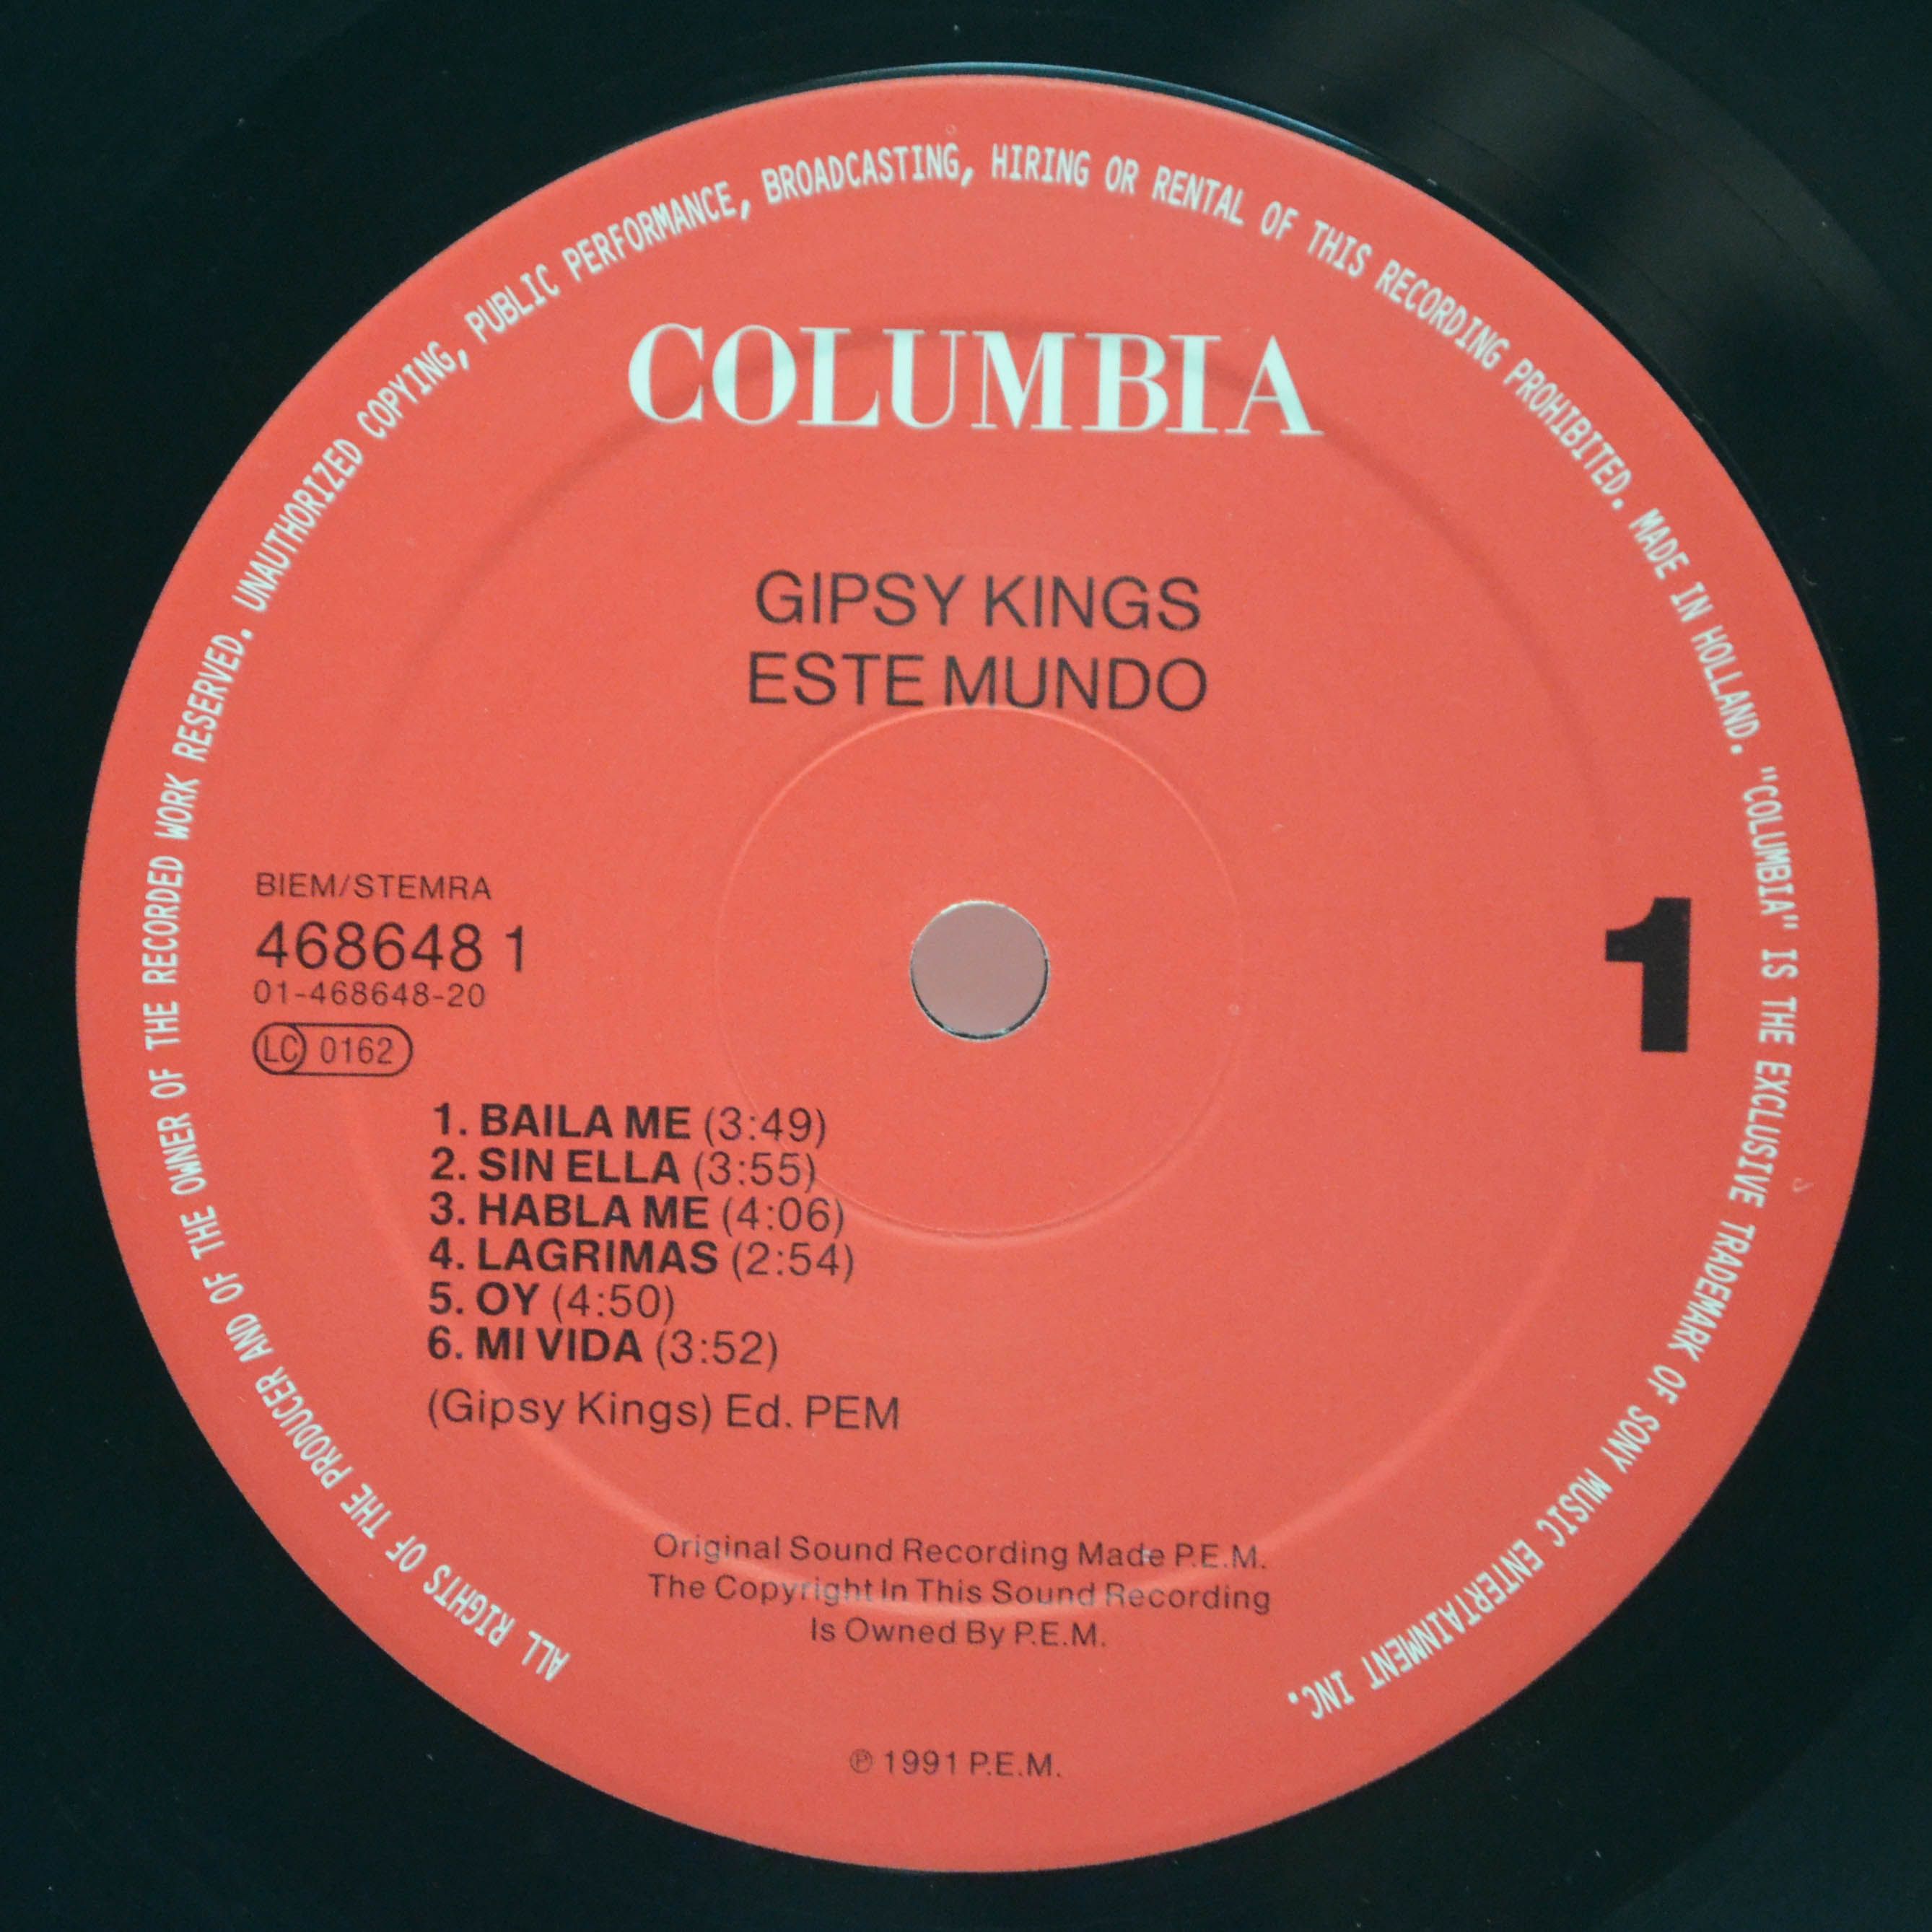 ALL RIGHTS OF THE PRODUCER AND OF THE OWNER OF THE RECORDED WORK RESERVED. UNAUTHORIZED COPYING, PUBLIC PERFORMANCE, BROADCASTING, HIRING OR RENTAL OF THIS RECORDING PROHIBITED. MADE IN HOLLAND. "COLUMBIA" IS THE EXCLUSIVE TRADEMARK OF SONY MUSIC ENTERTAINMENT INC.
COLUMBIA
GIPSY KINGS
ESTE MUNDO
BIEM/STEMRA
468648 1
01-468648-20
LC 0162
1
1. BAILA ME (3:49)
2. SIN ELLA (3:55)
3. HABLA ME (4:06)
4. LAGRIMAS (2:54)
5. OY (4:50)
6. MI VIDA (3:52)
(Gipsy Kings) Ed. PEM
Original Sound Recording Made P.E.M.
The Copyright In This Sound Recording
Is Owned By P.E.M.
℗ 1991 P.E.M.